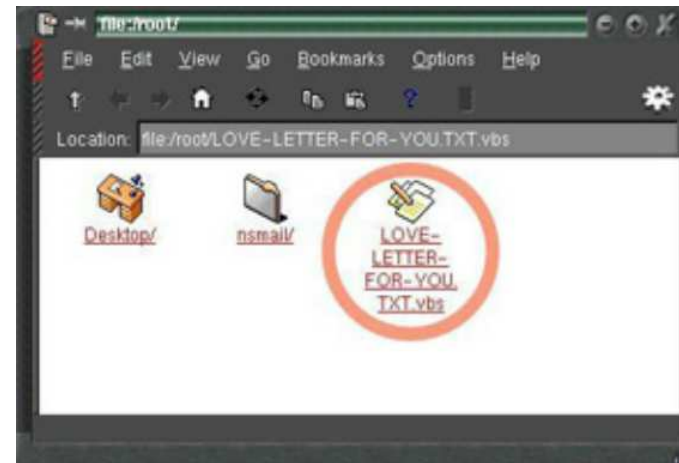 file:/root/
File Edit View Go Bookmarks Options Help
Location: file:/root/LOVE-LETTER-FOR-YOU.TXT.vbs
Desktop/ nsmail/ LOVE-
LETTER-
FOR-YOU.
TXT.vbs